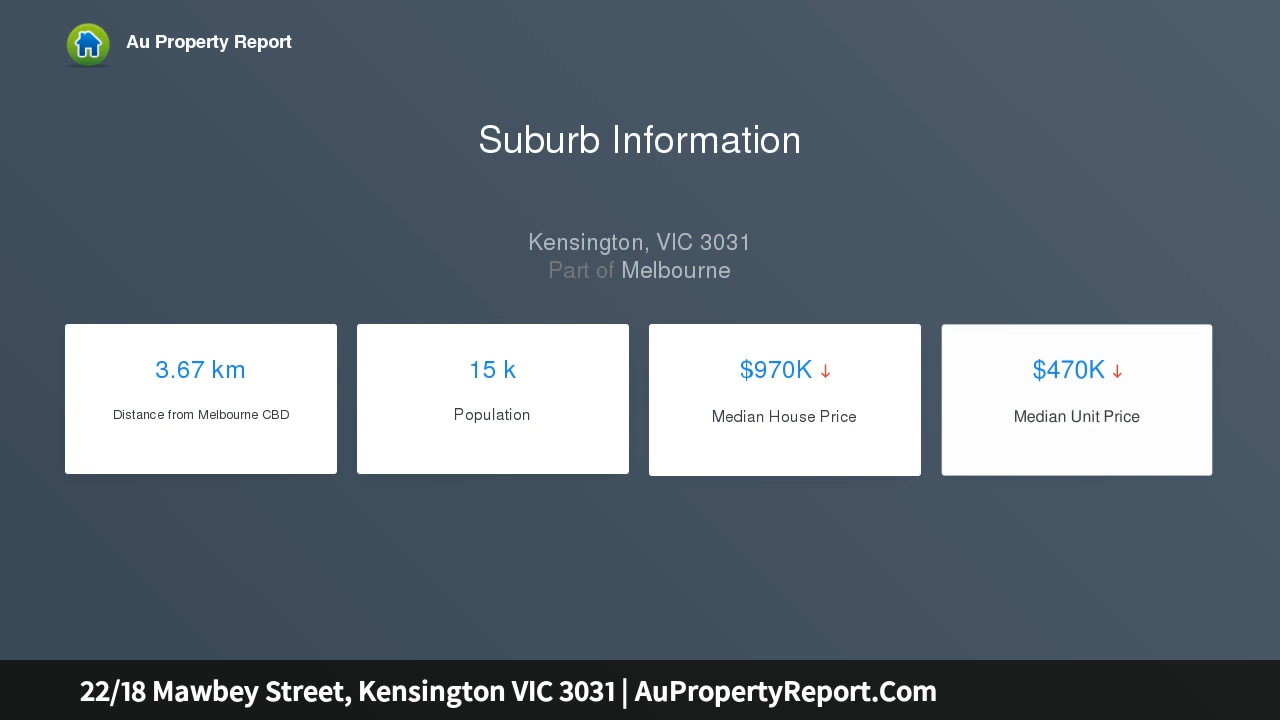 Au Property Report
Suburb Information
Kensington, VIC 3031
Part of Melbourne
3.67 km
Distance from Melbourne CBD
15 k
Population
$970K ↓
Median House Price
$470K ↓
Median Unit Price
22/18 Mawbey Street, Kensington VIC 3031 | AuPropertyReport.Com